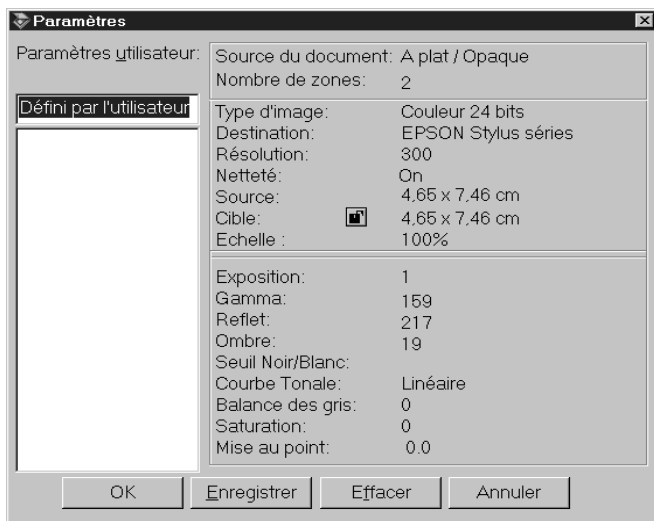 Paramètres
Paramètres utilisateur:
Défini par l'utilisateur
Source du document: A plat / Opaque
Nombre de zones: 2
Type d'image: Couleur 24 bits
Destination: EPSON Stylus séries
Résolution: 300
Netteté: On
Source: 4,65 x 7,46 cm
Cible: 4,65 x 7,46 cm
Echelle : 100%
Exposition: 1
Gamma: 159
Reflet: 217
Ombre: 19
Seuil Noir/Blanc:
Courbe Tonale: Linéaire
Balance des gris: 0
Saturation: 0
Mise au point: 0.0
OK Enregistrer Effacer Annuler